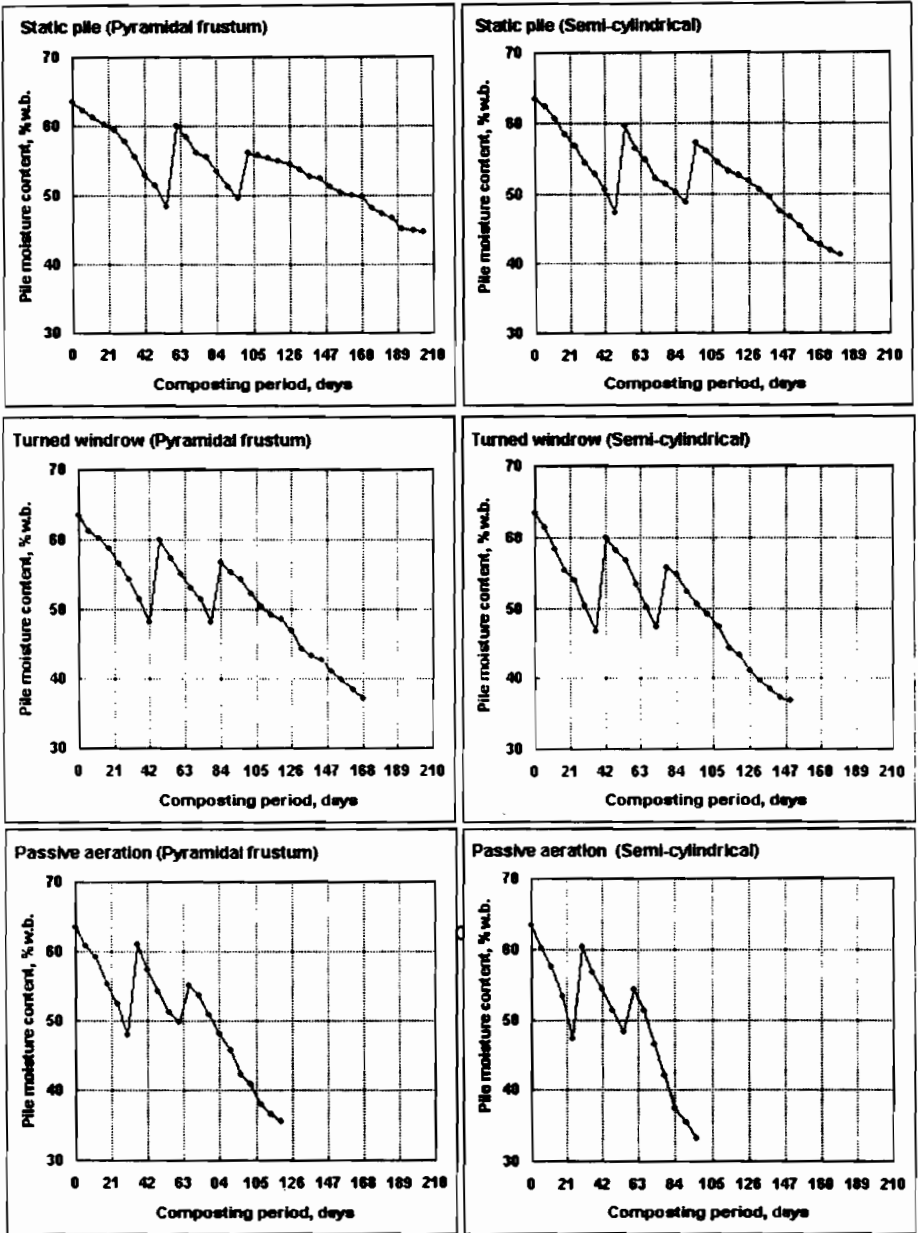 Static pile (Pyramidal frustum)
Pile moisture content, % w.b.
70
60
50
40
30
0 21 42 63 84 105 126 147 168 189 210
Composting period, days
Static pile (Semi-cylindrical)
Pile moisture content, % w.b.
70
60
50
40
30
0 21 42 63 84 105 126 147 168 189 210
Composting period, days
Turned windrow (Pyramidal frustum)
Pile moisture content, % w.b.
70
60
50
40
30
0 21 42 63 84 105 126 147 168 189 210
Composting period, days
Turned windrow (Semi-cylindrical)
Pile moisture content, % w.b.
70
60
50
40
30
0 21 42 63 84 105 126 147 168 189 210
Composting period, days
Passive aeration (Pyramidal frustum)
Pile moisture content, % w.b.
70
60
50
40
30
0 21 42 63 84 105 126 147 168 189 210
Composting period, days
Passive aeration (Semi-cylindrical)
Pile moisture content, % w.b.
70
60
50
40
30
0 21 42 63 84 105 126 147 168 189 210
Composting period, days